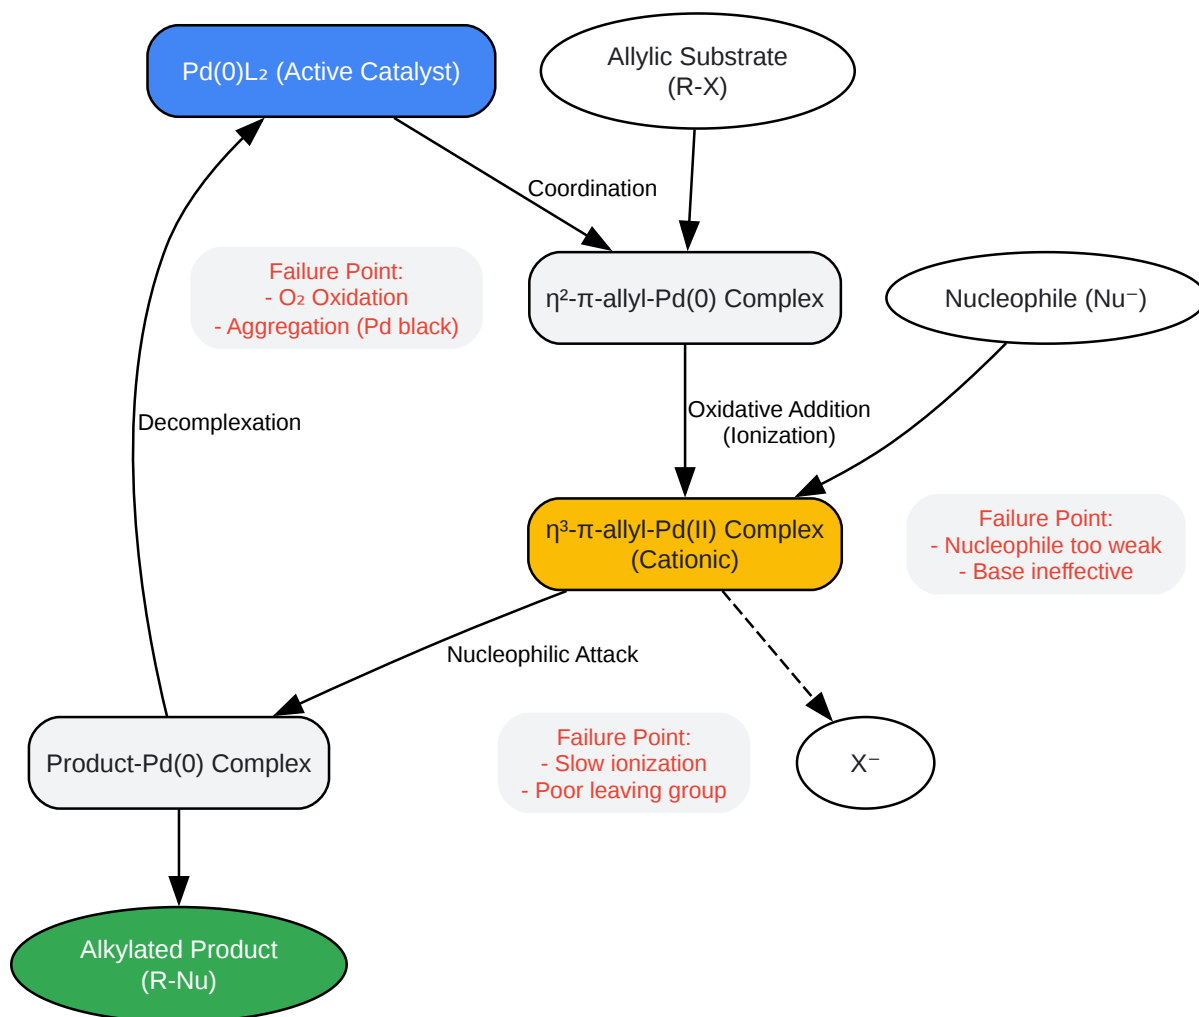 Pd(0)L₂ (Active Catalyst)
Allylic Substrate
(R-X)
Coordination
Failure Point:
- O₂ Oxidation
- Aggregation (Pd black)
η²-π-allyl-Pd(0) Complex
Nucleophile (Nu⁻)
Decomplexation
Oxidative Addition
(Ionization)
η³-π-allyl-Pd(II) Complex
(Cationic)
Failure Point:
- Nucleophile too weak
- Base ineffective
Nucleophilic Attack
Product-Pd(0) Complex
Failure Point:
- Slow ionization
- Poor leaving group
X⁻
Alkylated Product
(R-Nu)